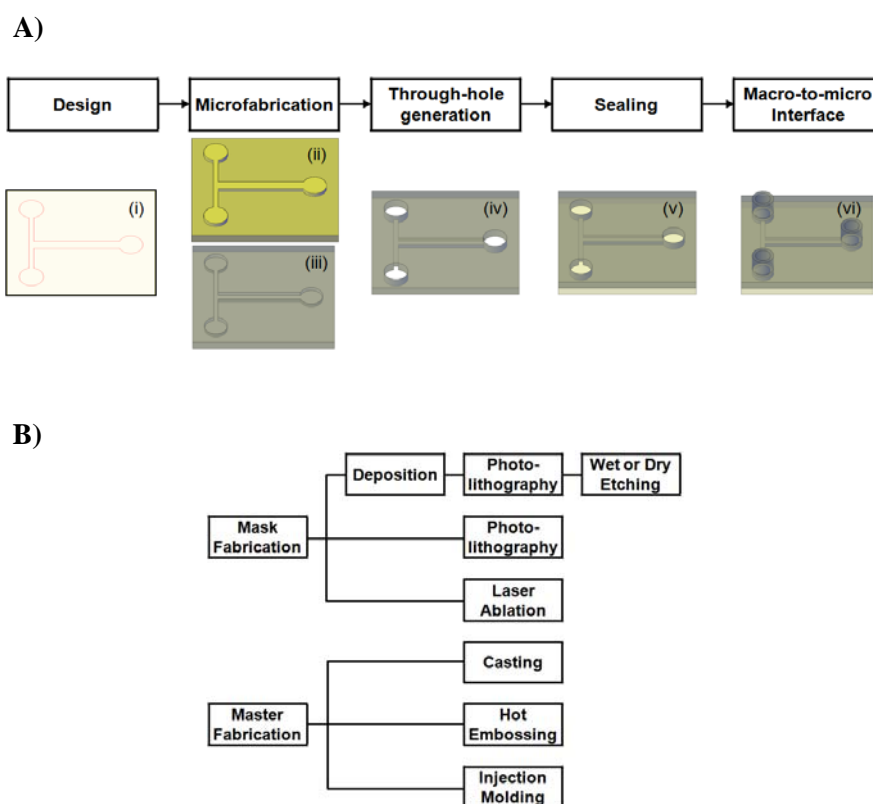 A)
Design
Microfabrication
Through-hole
generation
Sealing
Macro-to-micro
Interface
(i)
(ii)
(iii)
(iv)
(v)
(vi)
B)
Deposition
Photo-
lithography
Wet or Dry
Etching
Mask
Fabrication
Photo-
lithography
Laser
Ablation
Casting
Master
Fabrication
Hot
Embossing
Injection
Molding